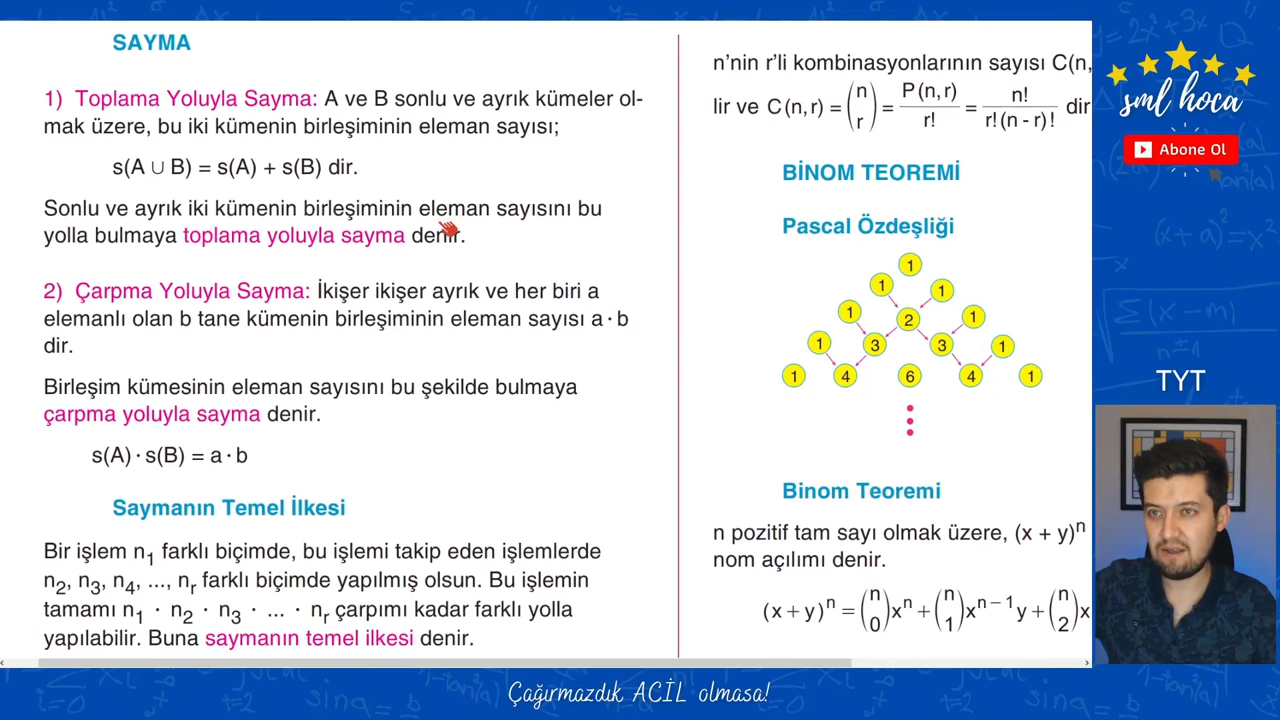 SAYMA
1) Toplama Yoluyla Sayma: A ve B sonlu ve ayrık kümeler ol-
mak üzere, bu iki kümenin birleşiminin eleman sayısı;
s(A ∪ B) = s(A) + s(B) dir.
Sonlu ve ayrık iki kümenin birleşiminin eleman sayısını bu
yolla bulmaya toplama yoluyla sayma denir.
2) Çarpma Yoluyla Sayma: İkişer ikişer ayrık ve her biri a
elemanlı olan b tane kümenin birleşiminin eleman sayısı a · b
dir.
Birleşim kümesinin eleman sayısını bu şekilde bulmaya
çarpma yoluyla sayma denir.
s(A) · s(B) = a · b
Saymanın Temel İlkesi
Bir işlem n₁ farklı biçimde, bu işlemi takip eden işlemlerde
n₂, n₃, n₄, ..., nᵣ farklı biçimde yapılmış olsun. Bu işlemin
tamamı n₁ · n₂ · n₃ · ... · nᵣ çarpımı kadar farklı yolla
yapılabilir. Buna saymanın temel ilkesi denir.
n'nin r'li kombinasyonlarının sayısı C(n,
lir ve C(n,r) = (n r) = P(n,r)/r! = n!/r!(n - r)! dir
BİNOM TEOREMİ
Pascal Özdeşliği
1
1 1
1 2 1
1 3 3 1
1 4 6 4 1
Binom Teoremi
n pozitif tam sayı olmak üzere, (x + y)ⁿ
nom açılımı denir.
(x + y)ⁿ = (n 0)xⁿ + (n 1)xⁿ⁻¹y + (n 2)x
sml hoca
Abone Ol
TYT
Çağırmazdık ACİL olmasa!